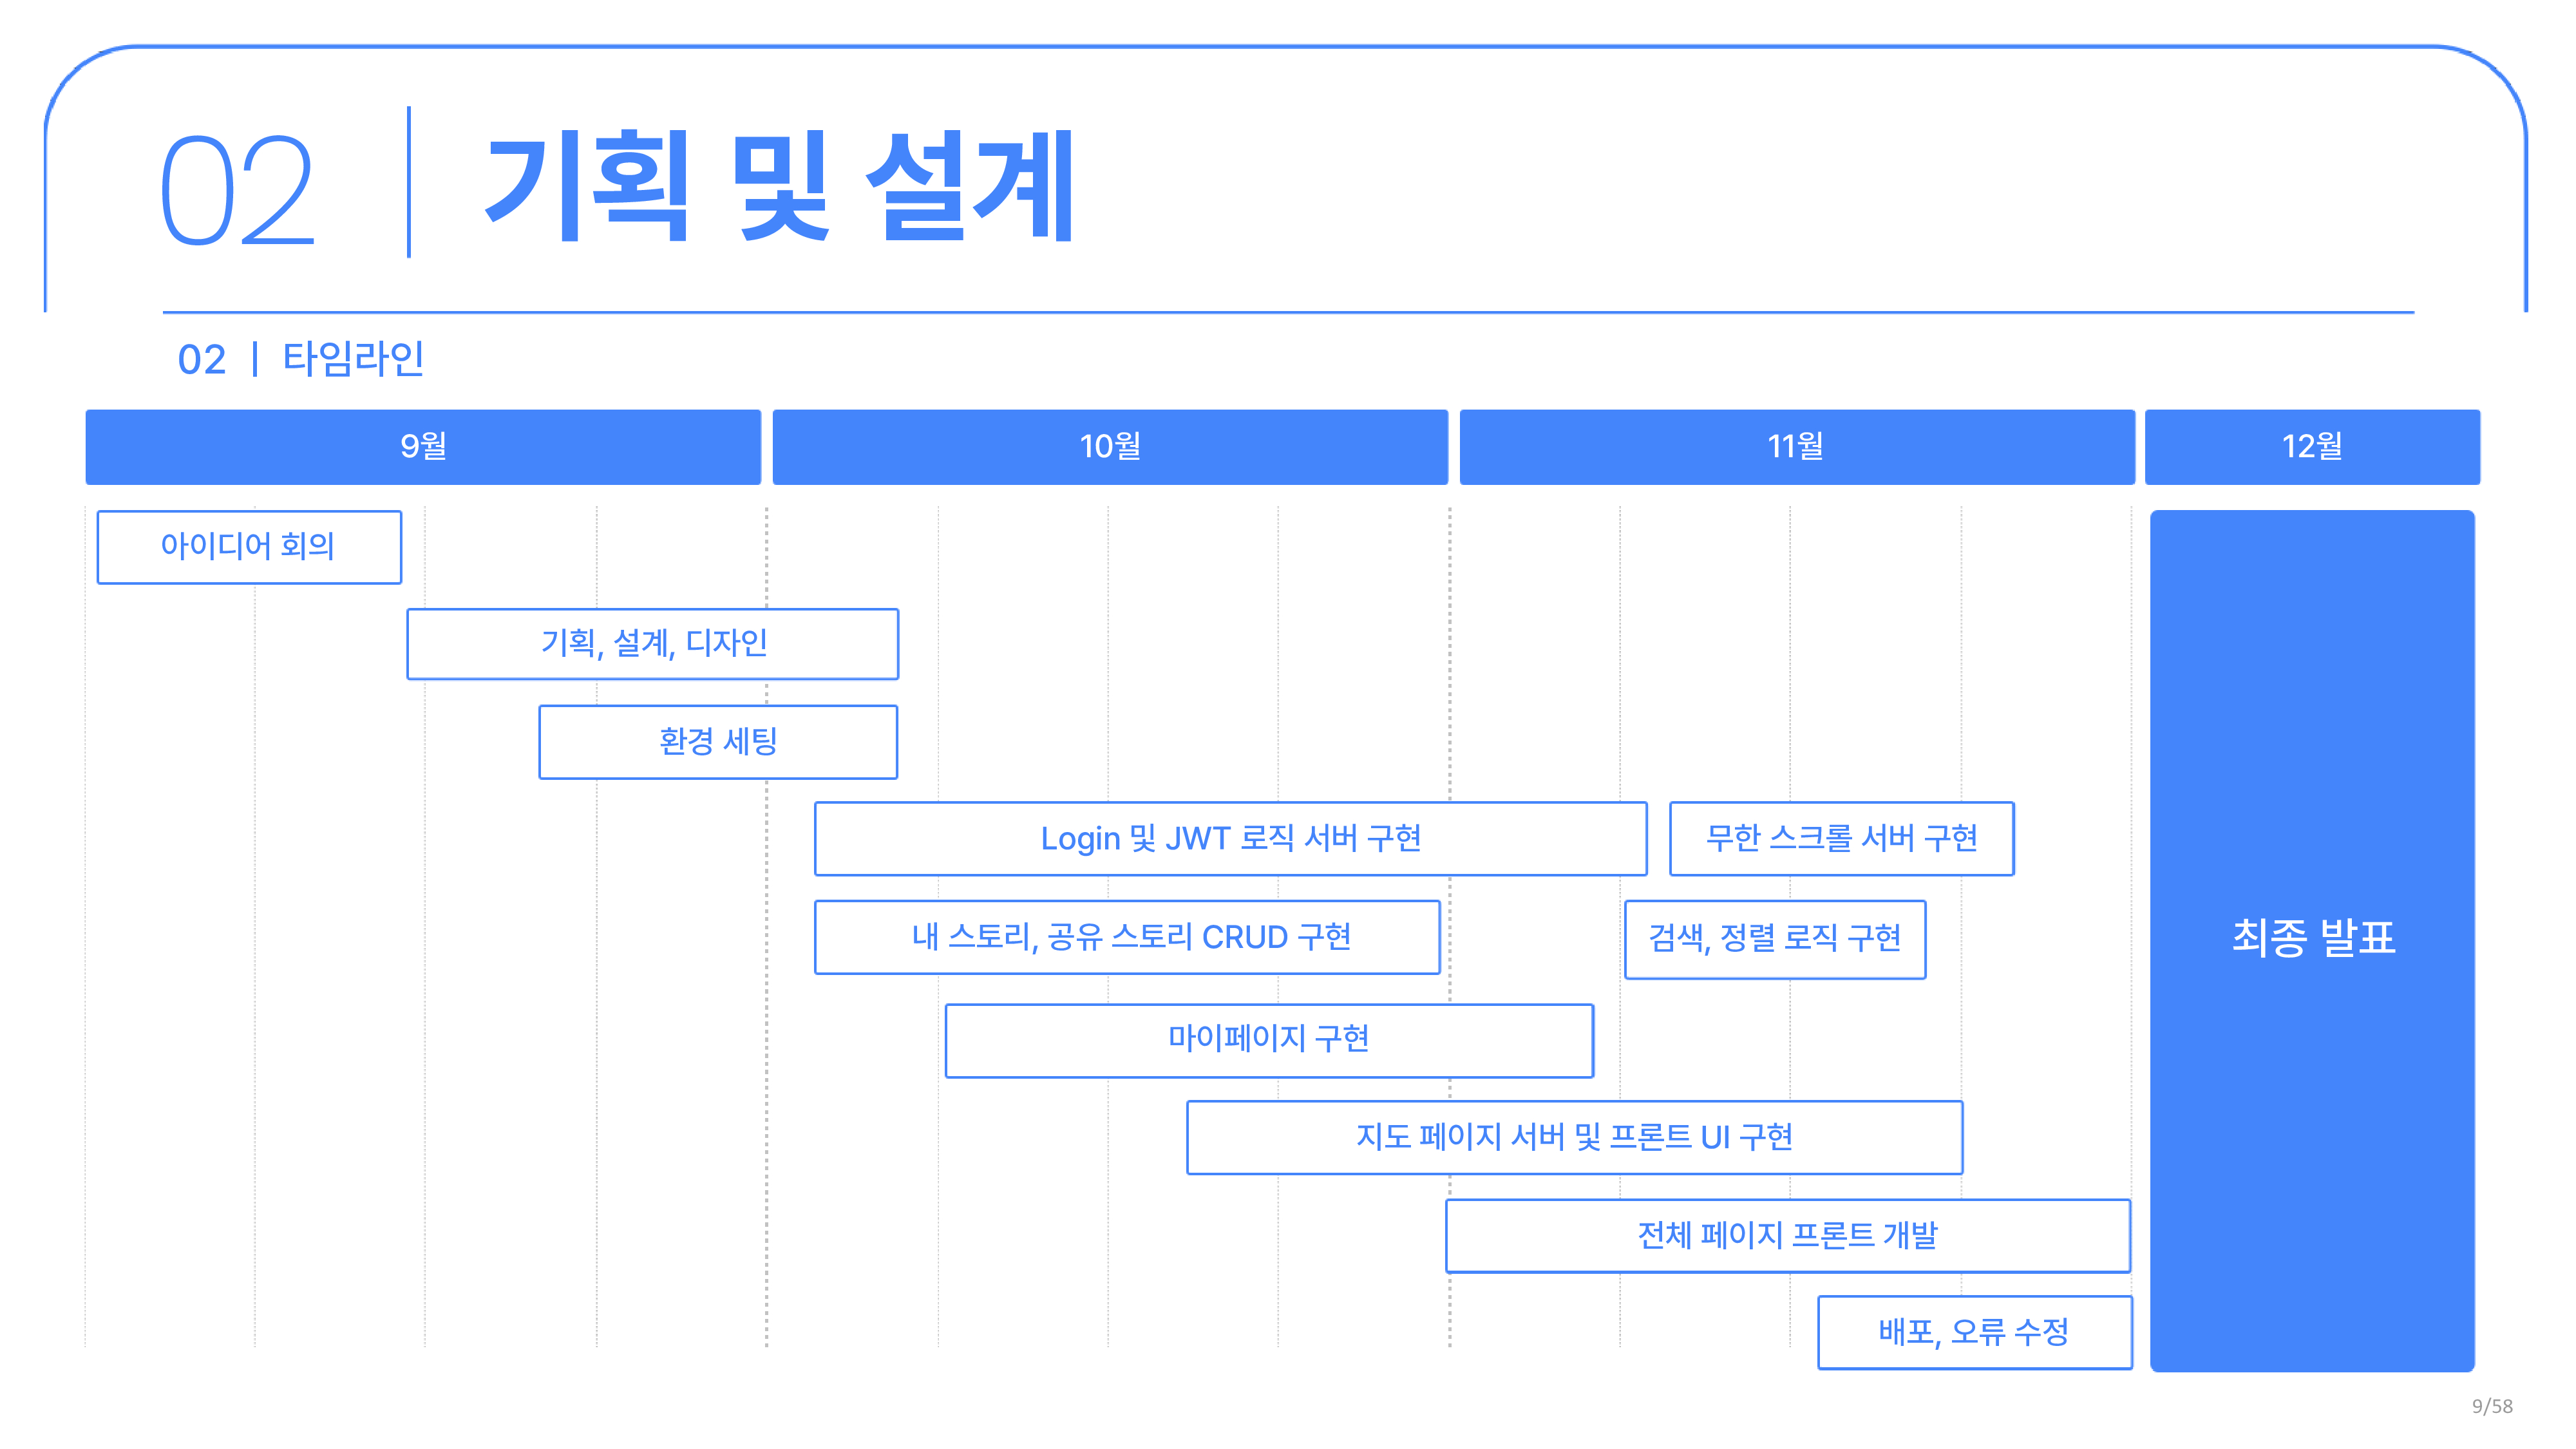 02 | 기획 및 설계
02 | 타임라인
9월 10월 11월 12월
아이디어 회의
기획, 설계, 디자인
환경 세팅
Login 및 JWT 로직 서버 구현
무한 스크롤 서버 구현
내 스토리, 공유 스토리 CRUD 구현
검색, 정렬 로직 구현
최종 발표
마이페이지 구현
지도 페이지 서버 및 프론트 UI 구현
전체 페이지 프론트 개발
배포, 오류 수정
9/58